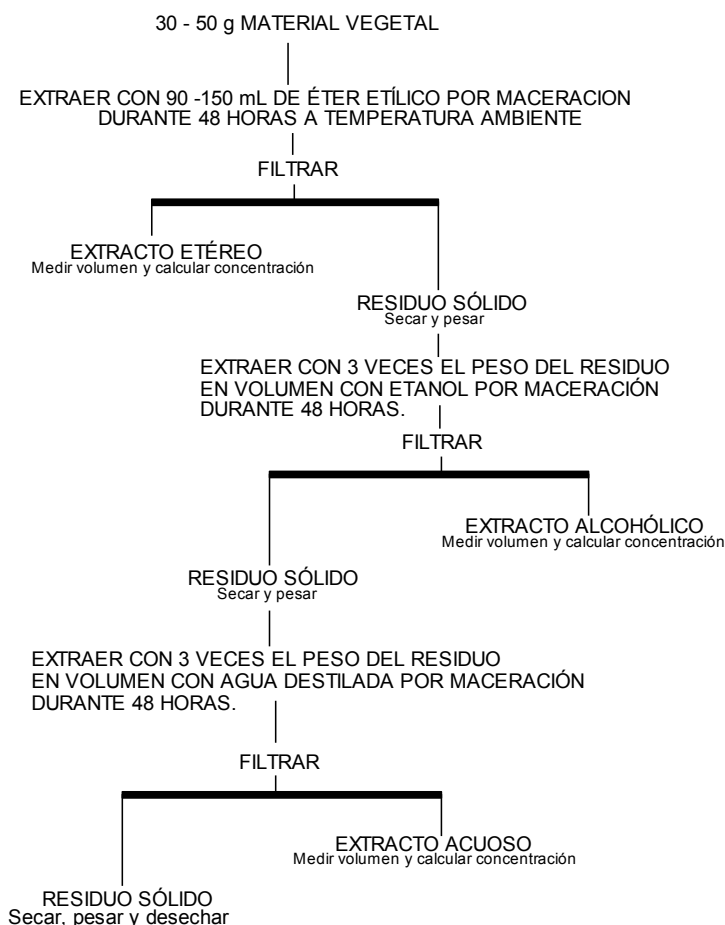 30 - 50 g MATERIAL VEGETAL
EXTRAER CON 90 -150 mL DE ÉTER ETÍLICO POR MACERACION
DURANTE 48 HORAS A TEMPERATURA AMBIENTE
FILTRAR
EXTRACTO ETÉREO
Medir volumen y calcular concentración
RESIDUO SÓLIDO
Secar y pesar
EXTRAER CON 3 VECES EL PESO DEL RESIDUO
EN VOLUMEN CON ETANOL POR MACERACIÓN
DURANTE 48 HORAS.
FILTRAR
EXTRACTO ALCOHÓLICO
Medir volumen y calcular concentración
RESIDUO SÓLIDO
Secar y pesar
EXTRAER CON 3 VECES EL PESO DEL RESIDUO
EN VOLUMEN CON AGUA DESTILADA POR MACERACIÓN
DURANTE 48 HORAS.
FILTRAR
EXTRACTO ACUOSO
Medir volumen y calcular concentración
RESIDUO SÓLIDO
Secar, pesar y desechar